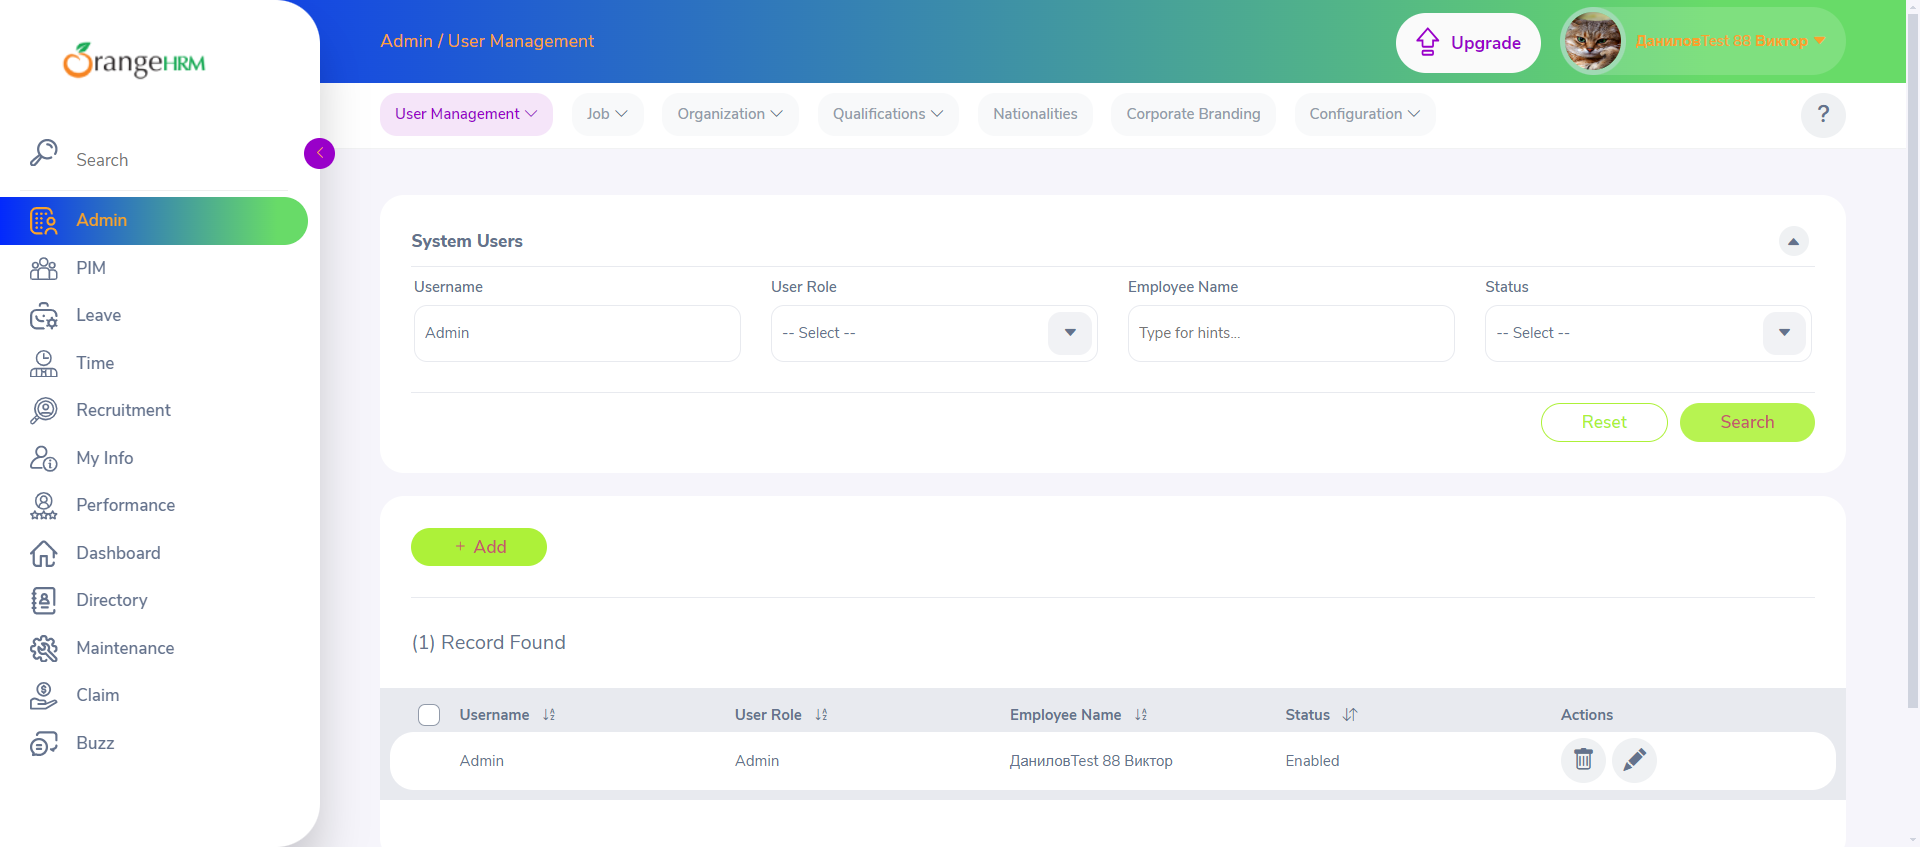 OrangeHRM
Admin / User Management
Upgrade
ДаниловTest 88 Виктор
User Management
Job
Organization
Qualifications
Nationalities
Corporate Branding
Configuration
?
Search
Admin
PIM
Leave
Time
Recruitment
My Info
Performance
Dashboard
Directory
Maintenance
Claim
Buzz
System Users
Username
User Role
Employee Name
Status
Admin
-- Select --
Type for hints...
-- Select --
Reset
Search
+ Add
(1) Record Found
Username
User Role
Employee Name
Status
Actions
Admin
Admin
ДаниловTest 88 Виктор
Enabled